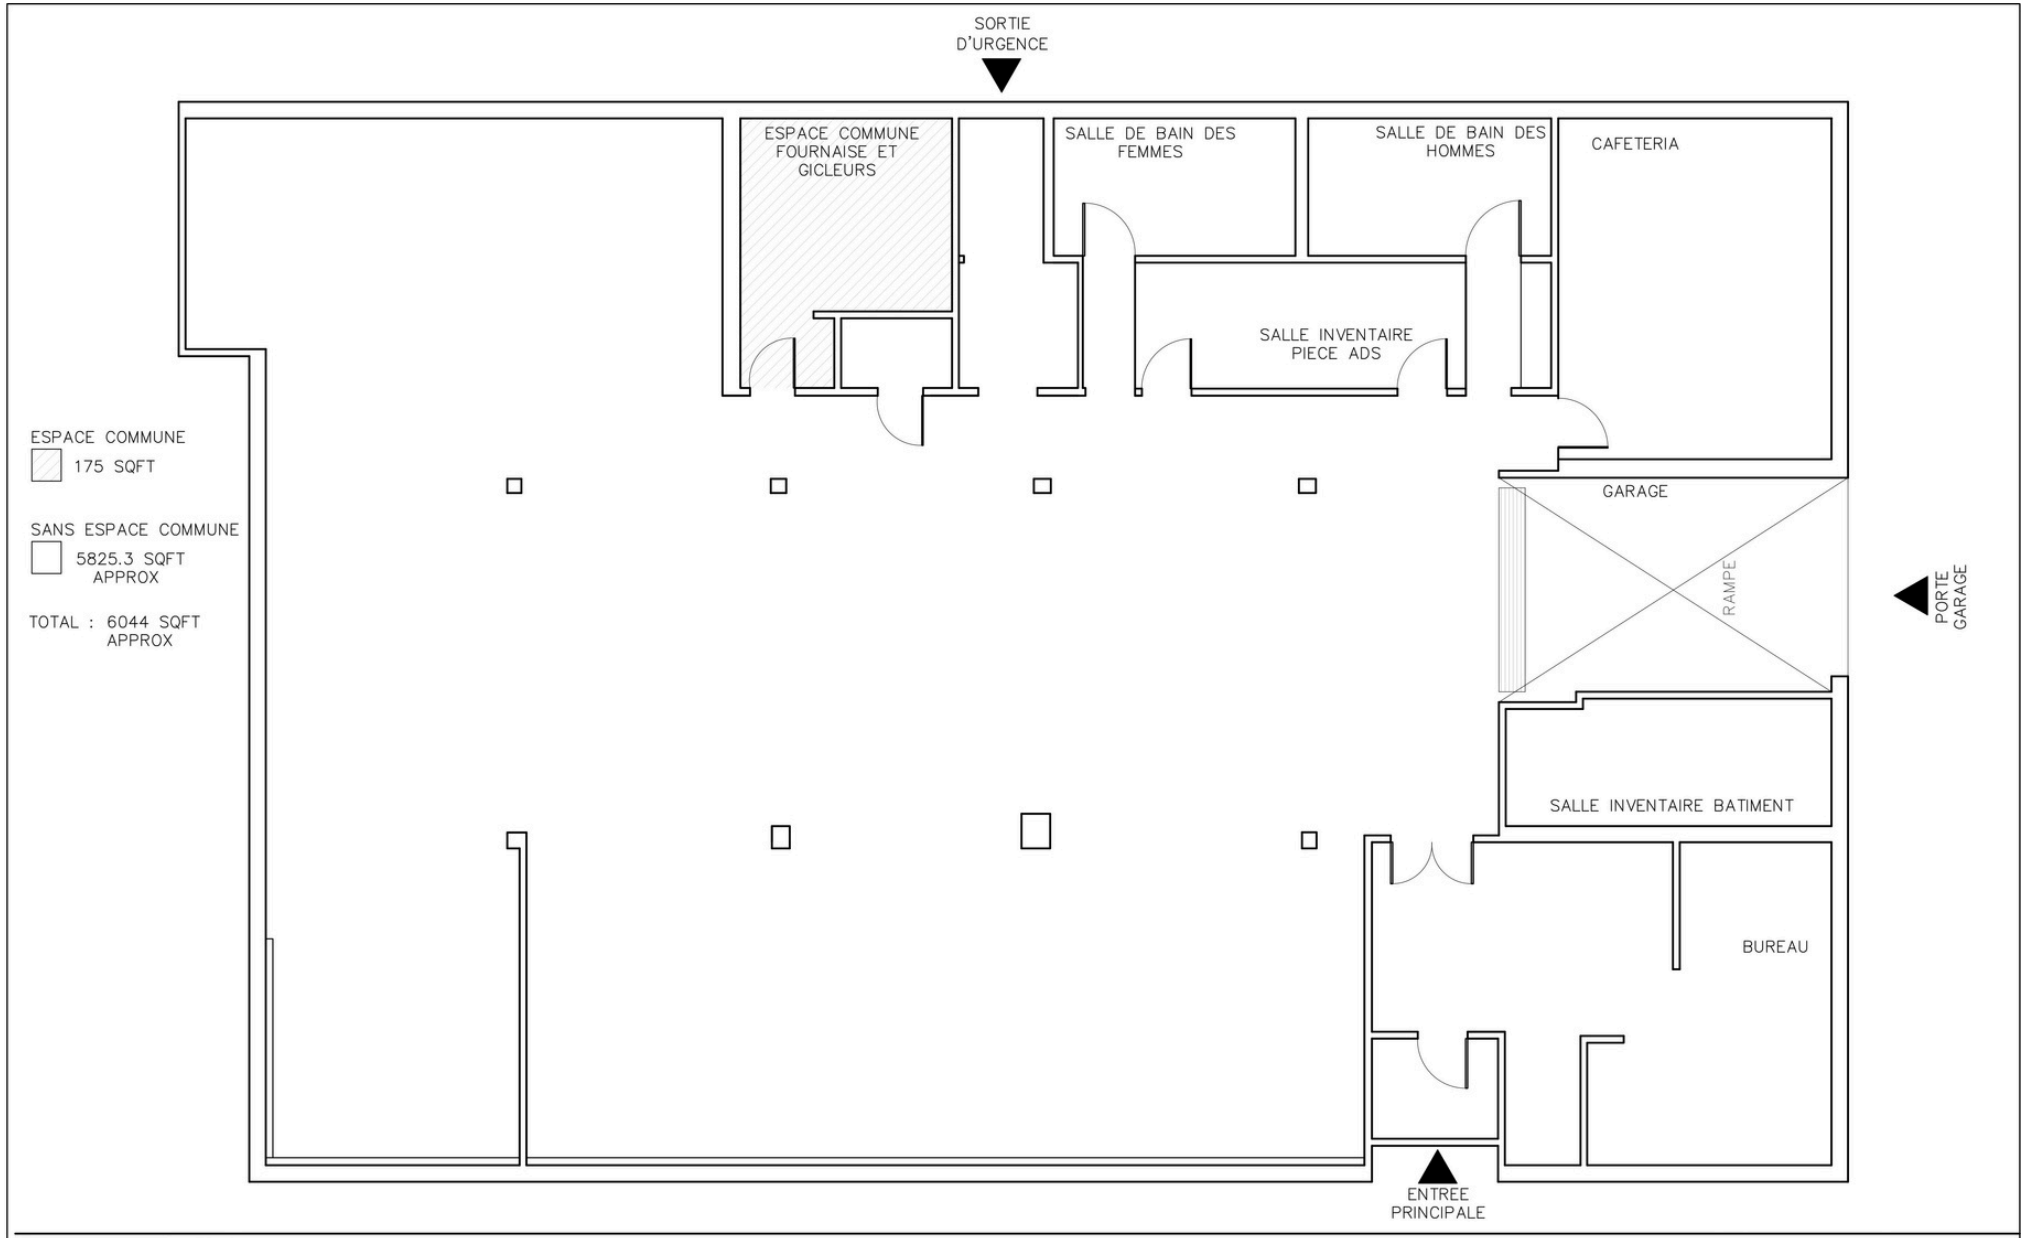 SORTIE
D'URGENCE
ESPACE COMMUNE
FOURNAISE ET
GICLEURS
SALLE DE BAIN DES
FEMMES
SALLE DE BAIN DES
HOMMES
CAFETERIA
SALLE INVENTAIRE
PIECE ADS
ESPACE COMMUNE
175 SQFT
SANS ESPACE COMMUNE
5825.3 SQFT
APPROX
TOTAL : 6044 SQFT
APPROX
GARAGE
RAMPE
PORTE
GARAGE
SALLE INVENTAIRE BATIMENT
BUREAU
ENTREE
PRINCIPALE